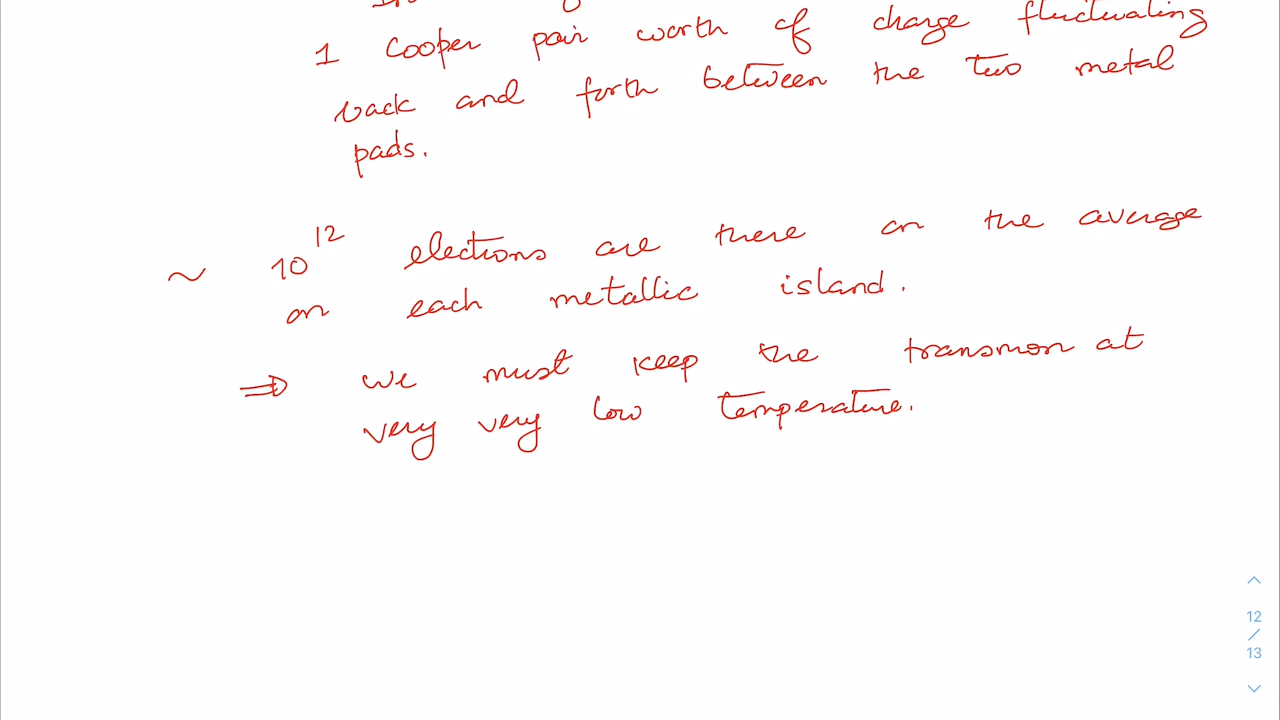 1 Cooper pair worth of charge fluctuating
back and forth between the two metal
pads.
~ 10^12 electrons are there on the average
on each metallic island.
⇒ we must keep the transmon at
very very low temperature.
12
/
13